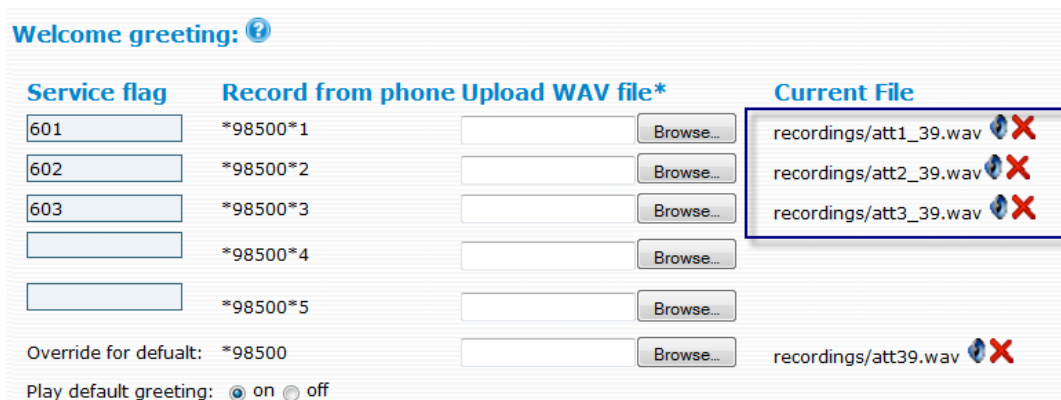 Welcome greeting: ?
Service flag Record from phone Upload WAV file* Current File
601 *98500*1 Browse... recordings/att1_39.wav
602 *98500*2 Browse... recordings/att2_39.wav
603 *98500*3 Browse... recordings/att3_39.wav
*98500*4 Browse...
*98500*5 Browse...
Override for defualt: *98500 Browse... recordings/att39.wav
Play default greeting: on off